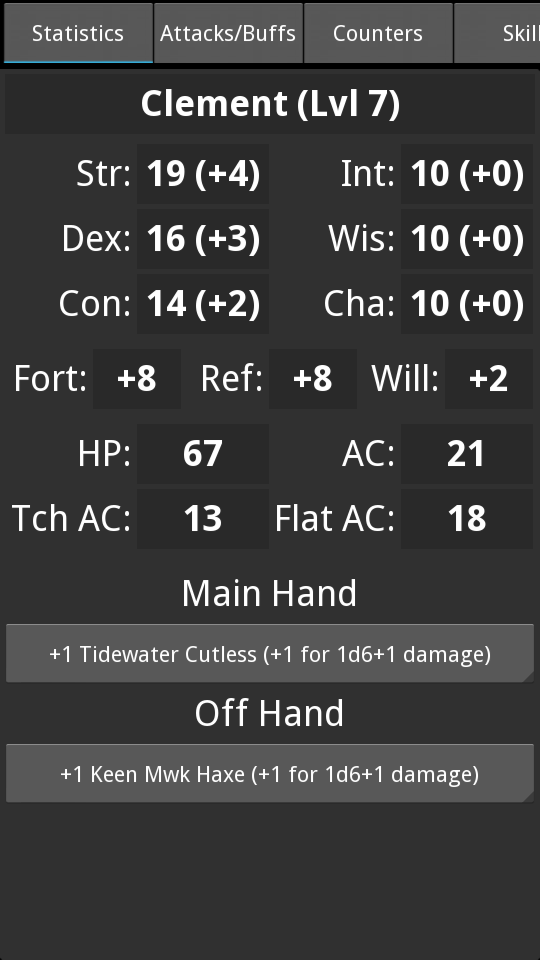 Statistics Attacks/Buffs Counters Skill
Clement (Lvl 7)
Str: 19 (+4) Int: 10 (+0)
Dex: 16 (+3) Wis: 10 (+0)
Con: 14 (+2) Cha: 10 (+0)
Fort: +8 Ref: +8 Will: +2
HP: 67 AC: 21
Tch AC: 13 Flat AC: 18
Main Hand
+1 Tidewater Cutless (+1 for 1d6+1 damage)
Off Hand
+1 Keen Mwk Haxe (+1 for 1d6+1 damage)